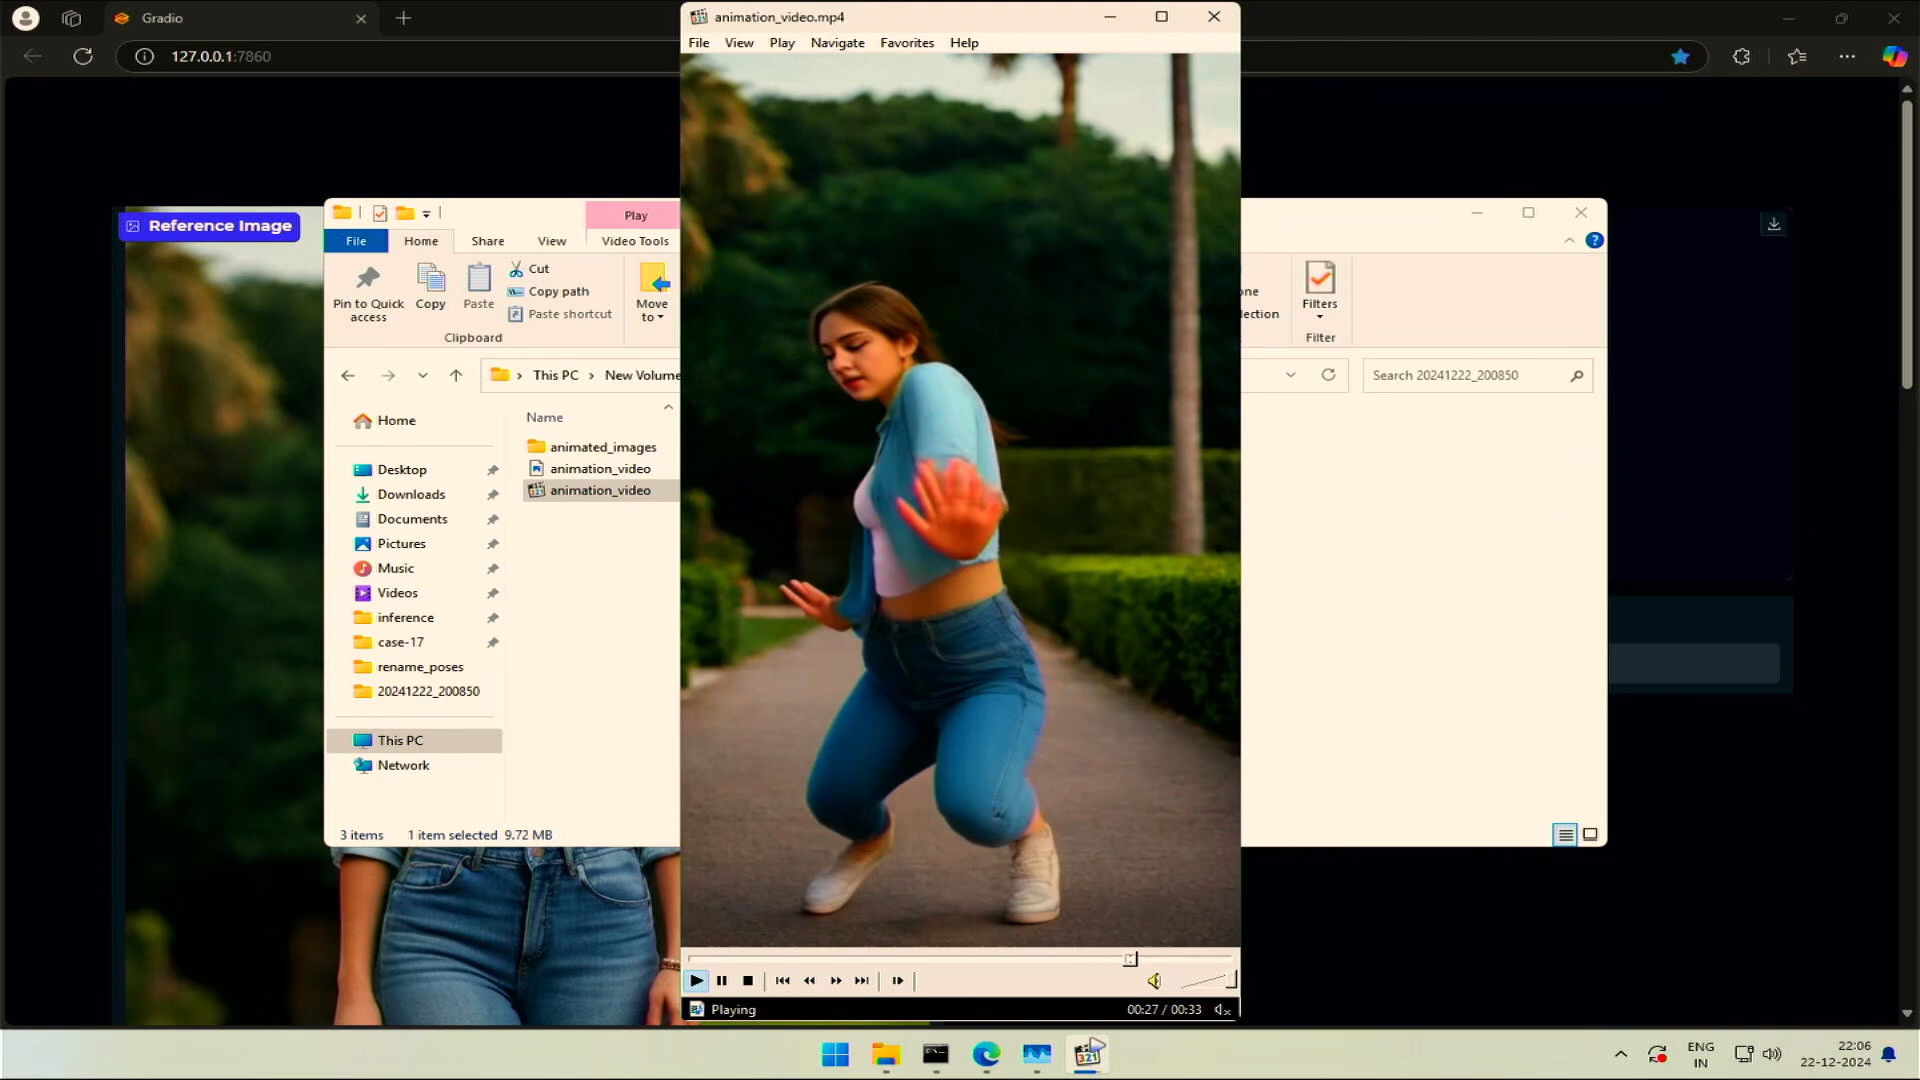 Gradio
127.0.0.1:7860
animation_video.mp4
File View Play Navigate Favorites Help
Reference Image
Play
File Home Share View Video Tools
Pin to Quick access
Copy
Paste
Cut
Copy path
Paste shortcut
Move to
Clipboard
one
lection
Filters
Filter
This PC New Volume
Search 20241222_200850
Home
Desktop
Downloads
Documents
Pictures
Music
Videos
inference
case-17
rename_poses
20241222_200850
This PC
Network
Name
animated_images
animation_video
animation_video
3 items 1 item selected 9.72 MB
Playing
00:27 / 00:33
321
ENG
IN
22:06
22-12-2024